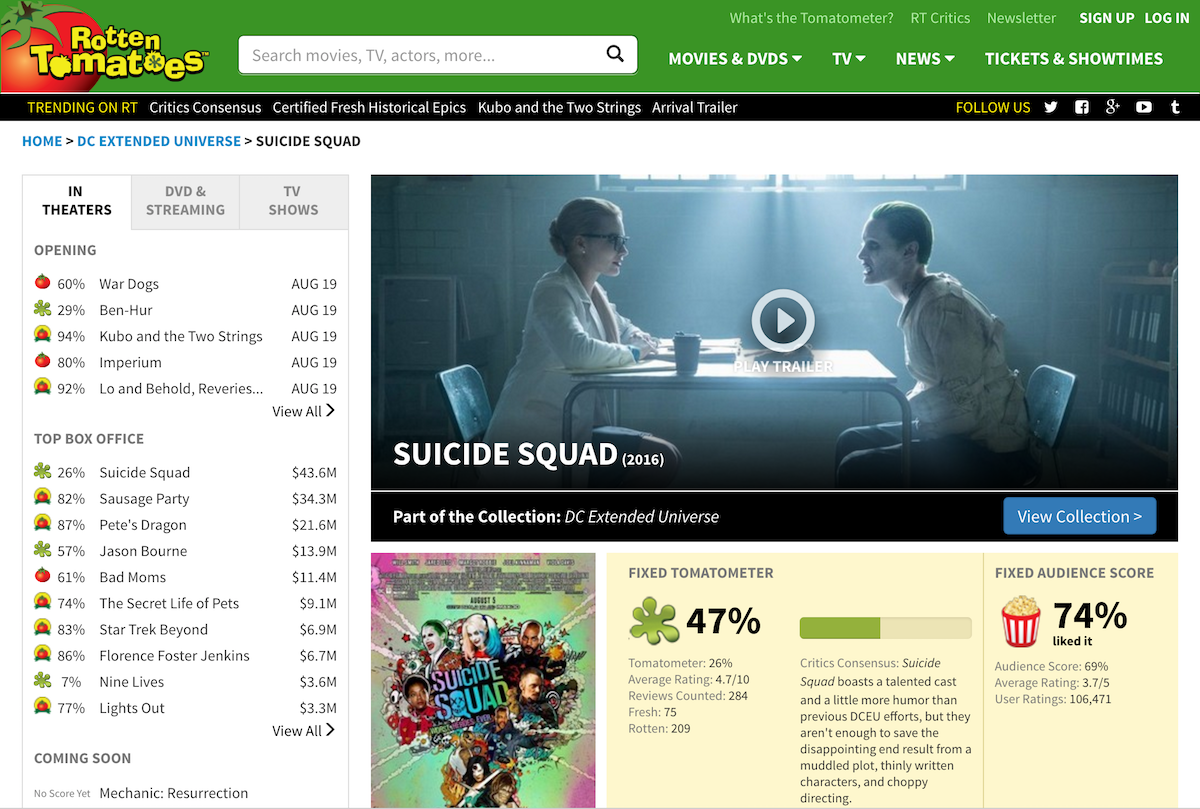 What's the Tomatometer? RT Critics Newsletter SIGN UP LOG IN
Rotten
Tomatoes™
Search movies, TV, actors, more...
MOVIES & DVDS TV NEWS TICKETS & SHOWTIMES
TRENDING ON RT Critics Consensus Certified Fresh Historical Epics Kubo and the Two Strings Arrival Trailer FOLLOW US
HOME > DC EXTENDED UNIVERSE > SUICIDE SQUAD
IN
THEATERS
DVD &
STREAMING
TV
SHOWS
OPENING
60% War Dogs AUG 19
29% Ben-Hur AUG 19
94% Kubo and the Two Strings AUG 19
80% Imperium AUG 19
92% Lo and Behold, Reveries... AUG 19
View All
TOP BOX OFFICE
26% Suicide Squad $43.6M
82% Sausage Party $34.3M
87% Pete's Dragon $21.6M
57% Jason Bourne $13.9M
61% Bad Moms $11.4M
74% The Secret Life of Pets $9.1M
83% Star Trek Beyond $6.9M
86% Florence Foster Jenkins $6.7M
7% Nine Lives $3.6M
77% Lights Out $3.3M
View All
COMING SOON
No Score Yet Mechanic: Resurrection
PLAY TRAILER
SUICIDE SQUAD (2016)
Part of the Collection: DC Extended Universe
View Collection >
AUGUST 5
SUICIDE
SQUAD
WORST. HEROES. EVER.
FIXED TOMATOMETER
47%
Tomatometer: 26%
Average Rating: 4.7/10
Reviews Counted: 284
Fresh: 75
Rotten: 209
Critics Consensus: Suicide
Squad boasts a talented cast
and a little more humor than
previous DCEU efforts, but they
aren't enough to save the
disappointing end result from a
muddled plot, thinly written
characters, and choppy
directing.
FIXED AUDIENCE SCORE
74%
liked it
Audience Score: 69%
Average Rating: 3.7/5
User Ratings: 106,471